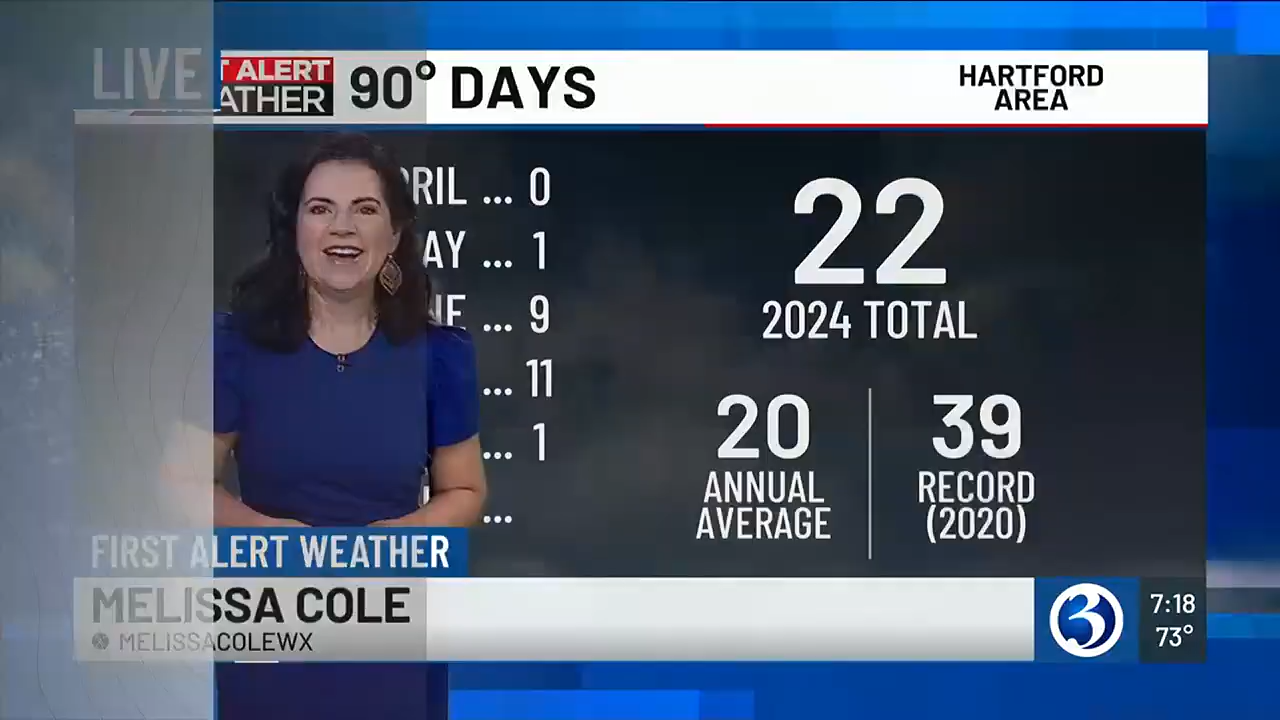 LIVE
T ALERT
ATHER
90° DAYS
HARTFORD
AREA
PRIL ... 0
AY ... 1
NE ... 9
... 11
... 1
...
22
2024 TOTAL
20
ANNUAL
AVERAGE
39
RECORD
(2020)
FIRST ALERT WEATHER
MELISSA COLE
MELISSACOLEWX
3
7:18
73°